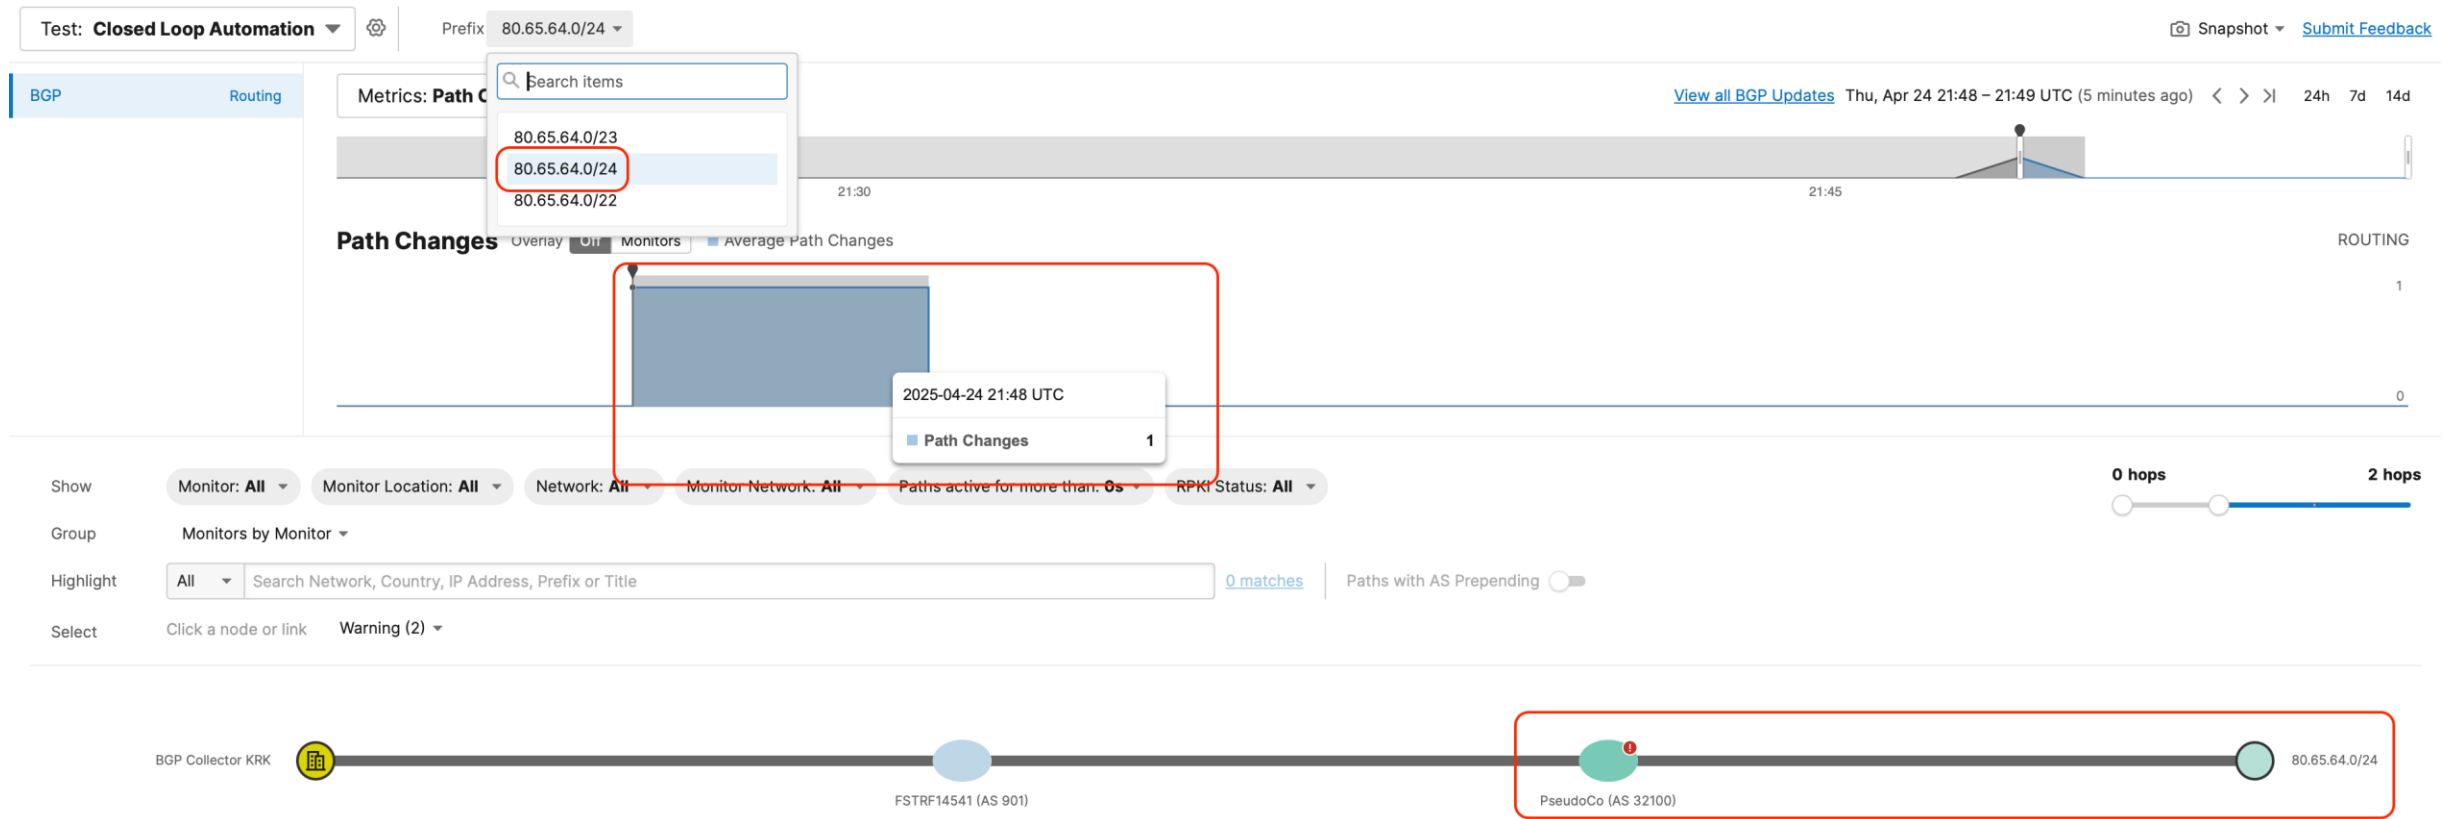 Test: Closed Loop Automation
Prefix 80.65.64.0/24
Snapshot
Submit Feedback
Search items
80.65.64.0/23
80.65.64.0/24
80.65.64.0/22
BGP
Routing
Metrics: Path C
View all BGP Updates Thu, Apr 24 21:48 – 21:49 UTC (5 minutes ago)
24h 7d 14d
21:30
21:45
Path Changes
Overlay Off Monitors
Average Path Changes
ROUTING
1
0
2025-04-24 21:48 UTC
Path Changes 1
Show
Monitor: All
Monitor Location: All
Network: All
Monitor Network: All
Paths active for more than: 0s
RPKI Status: All
0 hops
2 hops
Group
Monitors by Monitor
Highlight
All
Search Network, Country, IP Address, Prefix or Title
0 matches
Paths with AS Prepending
Select
Click a node or link
Warning (2)
BGP Collector KRK
80.65.64.0/24
FSTRF14541 (AS 901)
PseudoCo (AS 32100)